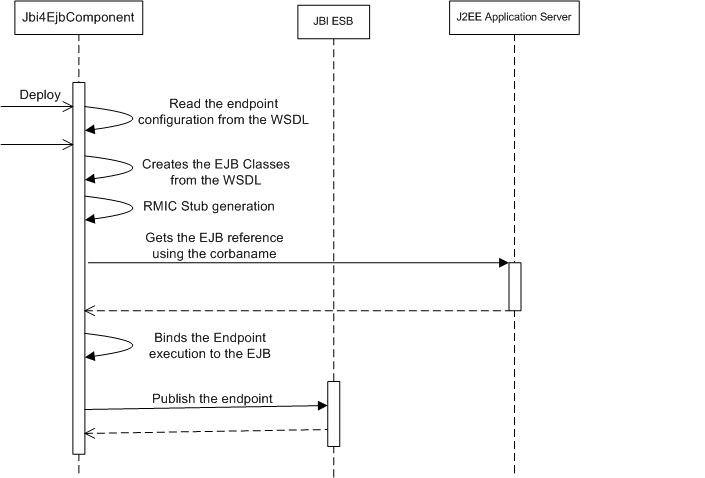 Jbi4EjbComponent
JBI ESB
J2EE Application Server
Deploy
Read the endpoint
configuration from the WSDL
Creates the EJB Classes
from the WSDL
RMIC Stub generation
Gets the EJB reference
using the corbaname
Binds the Endpoint
execution to the EJB
Publish the endpoint